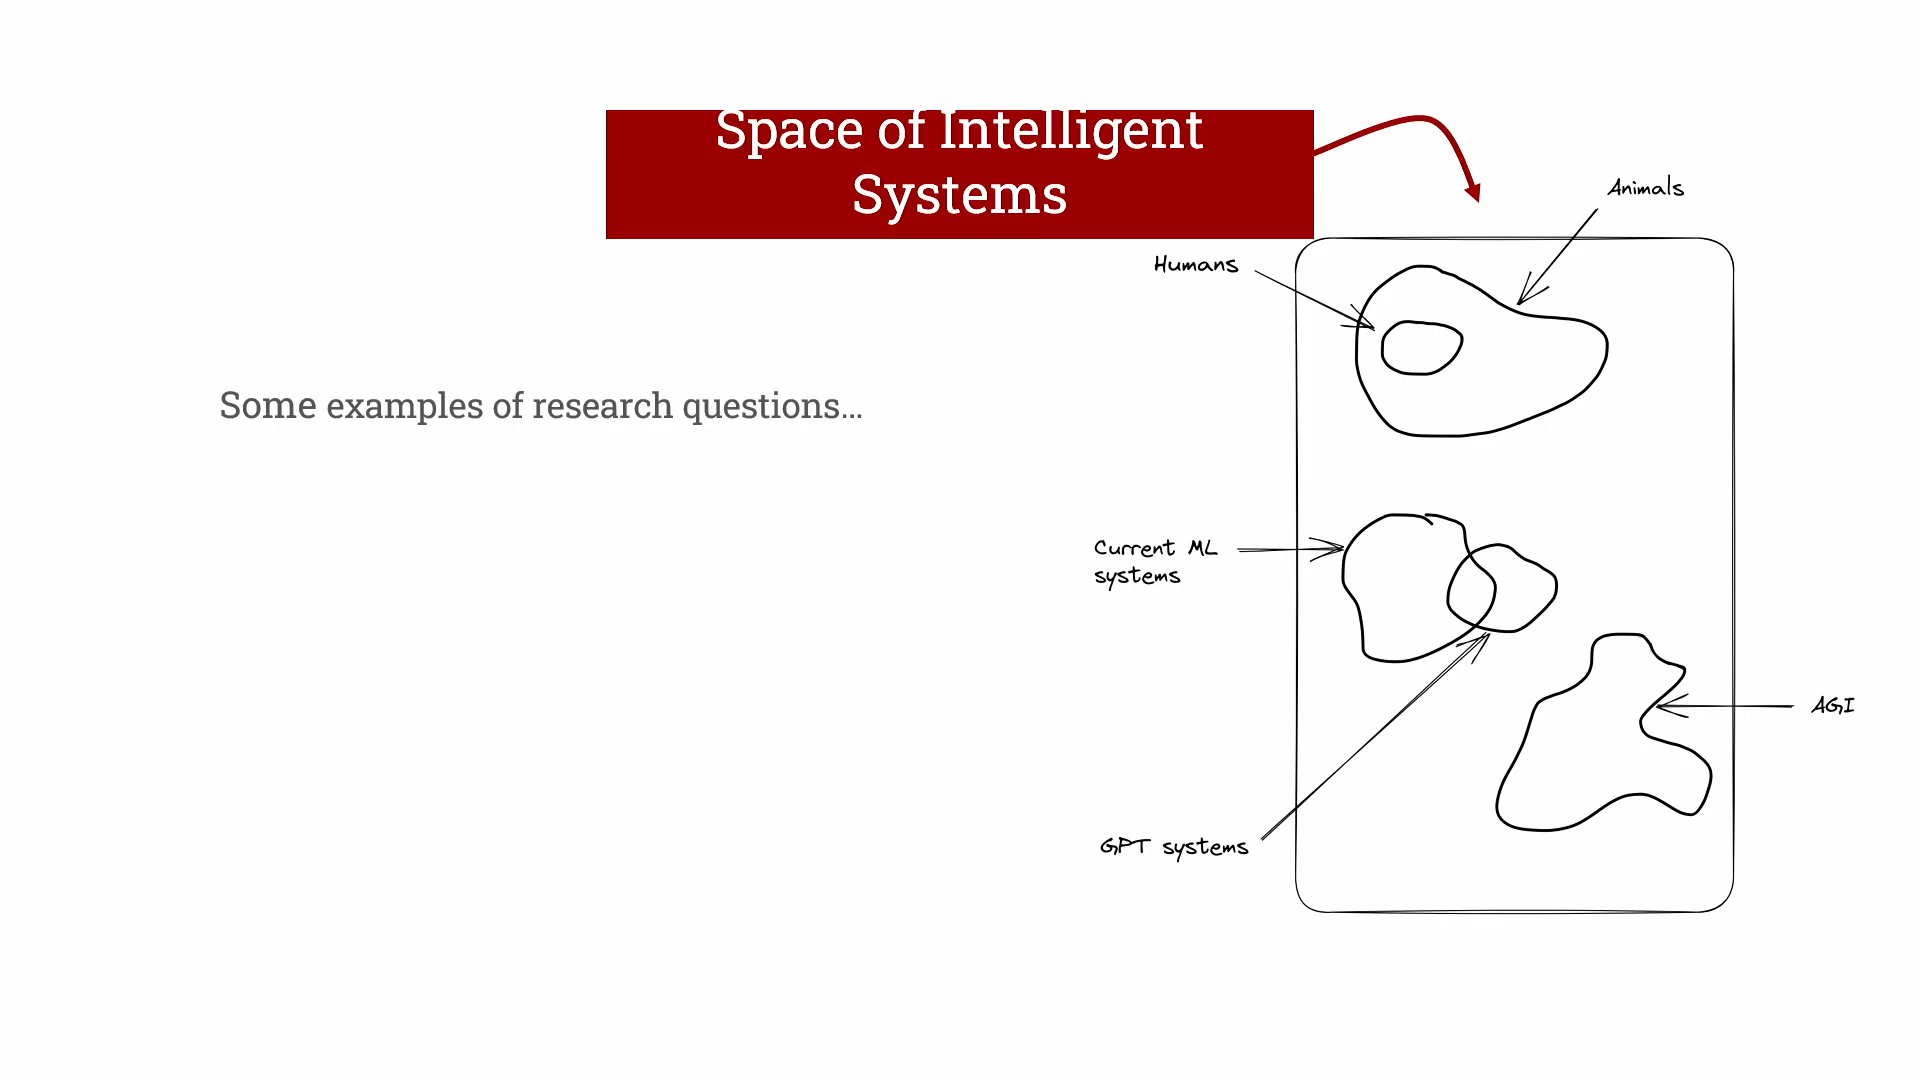 Space of Intelligent
Systems
Animals
Humans
Some examples of research questions...
Current ML
systems
AGI
GPT systems